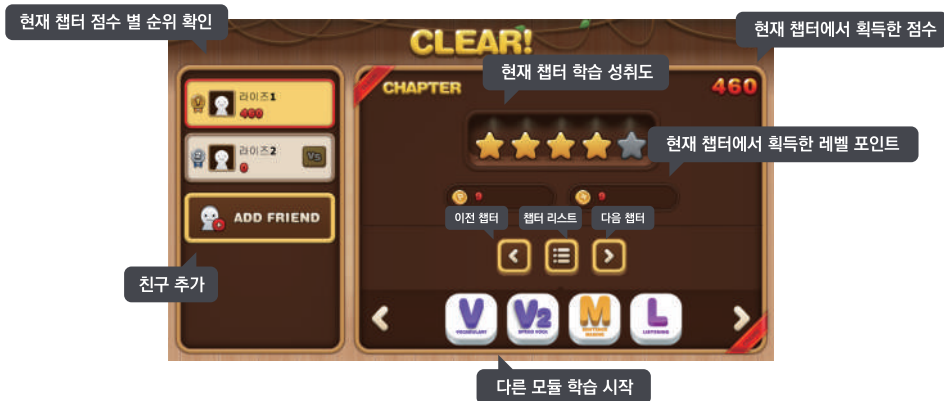 현재 챕터 점수 별 순위 확인
현재 챕터에서 획득한 점수
CLEAR!
현재 챕터 학습 성취도
CHAPTER
460
라이즈1
460
라이즈2
0
VS
현재 챕터에서 획득한 레벨 포인트
9
9
ADD FRIEND
이전 챕터
챕터 리스트
다음 챕터
친구 추가
V
VOCABULARY
V2
SPEED VOCA
M
L
LISTENING
다른 모듈 학습 시작